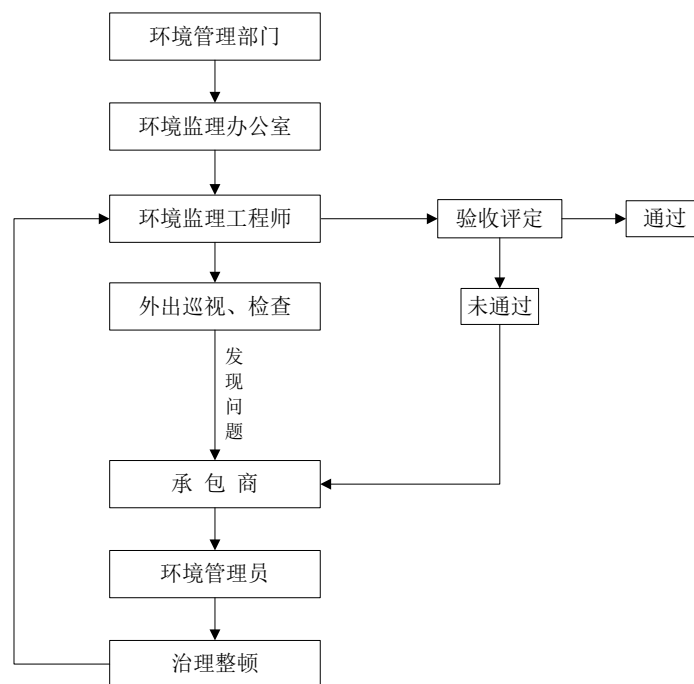 环境管理部门
环境监理办公室
环境监理工程师
验收评定
通过
外出巡视、检查
未通过
发现问题
承 包 商
环境管理员
治理整顿